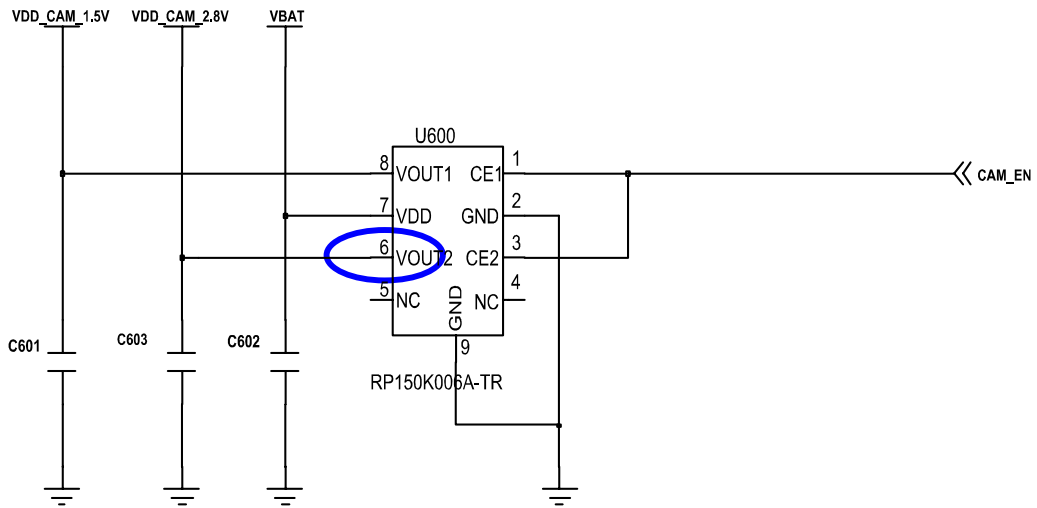 VDD_CAM_1.5V VDD_CAM_2.8V VBAT
U600
8 VOUT1 CE1 1
CAM_EN
7 VDD GND 2
6 VOUT2 CE2 3
5 NC NC 4
GND
9
C601 C603 C602
RP150K006A-TR